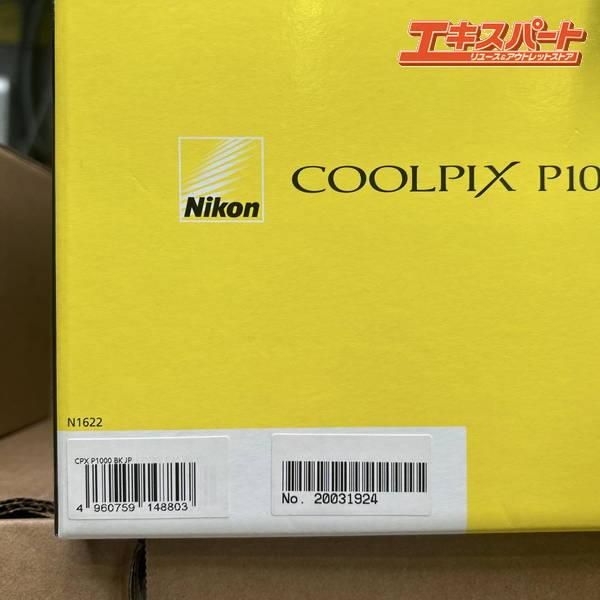 エキスパート
リユース&アウトレットストア
Nikon
COOLPIX P10
N1622
CPX P1000 BK JP
4 960759 148803
No. 20031924